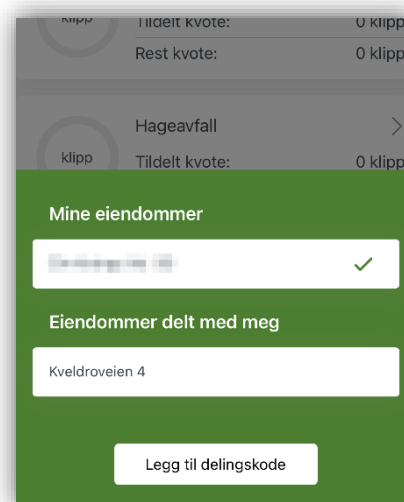 klipp Tildelt kvote: 0 klipp
Rest kvote: 0 klipp
Hageavfall
klipp Tildelt kvote: 0 klipp
Mine eiendommer
Eiendommer delt med meg
Kveldroveien 4
Legg til delingskode